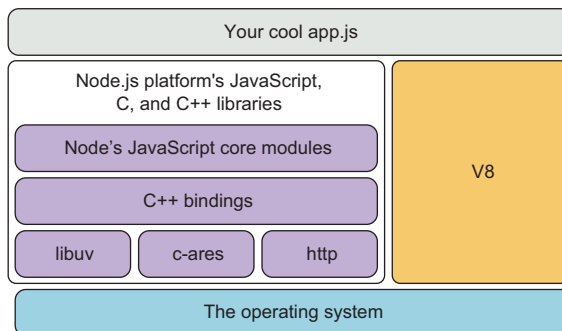 Your cool app.js
Node.js platform's JavaScript,
C, and C++ libraries
Node’s JavaScript core modules
C++ bindings
libuv
c-ares
http
V8
The operating system